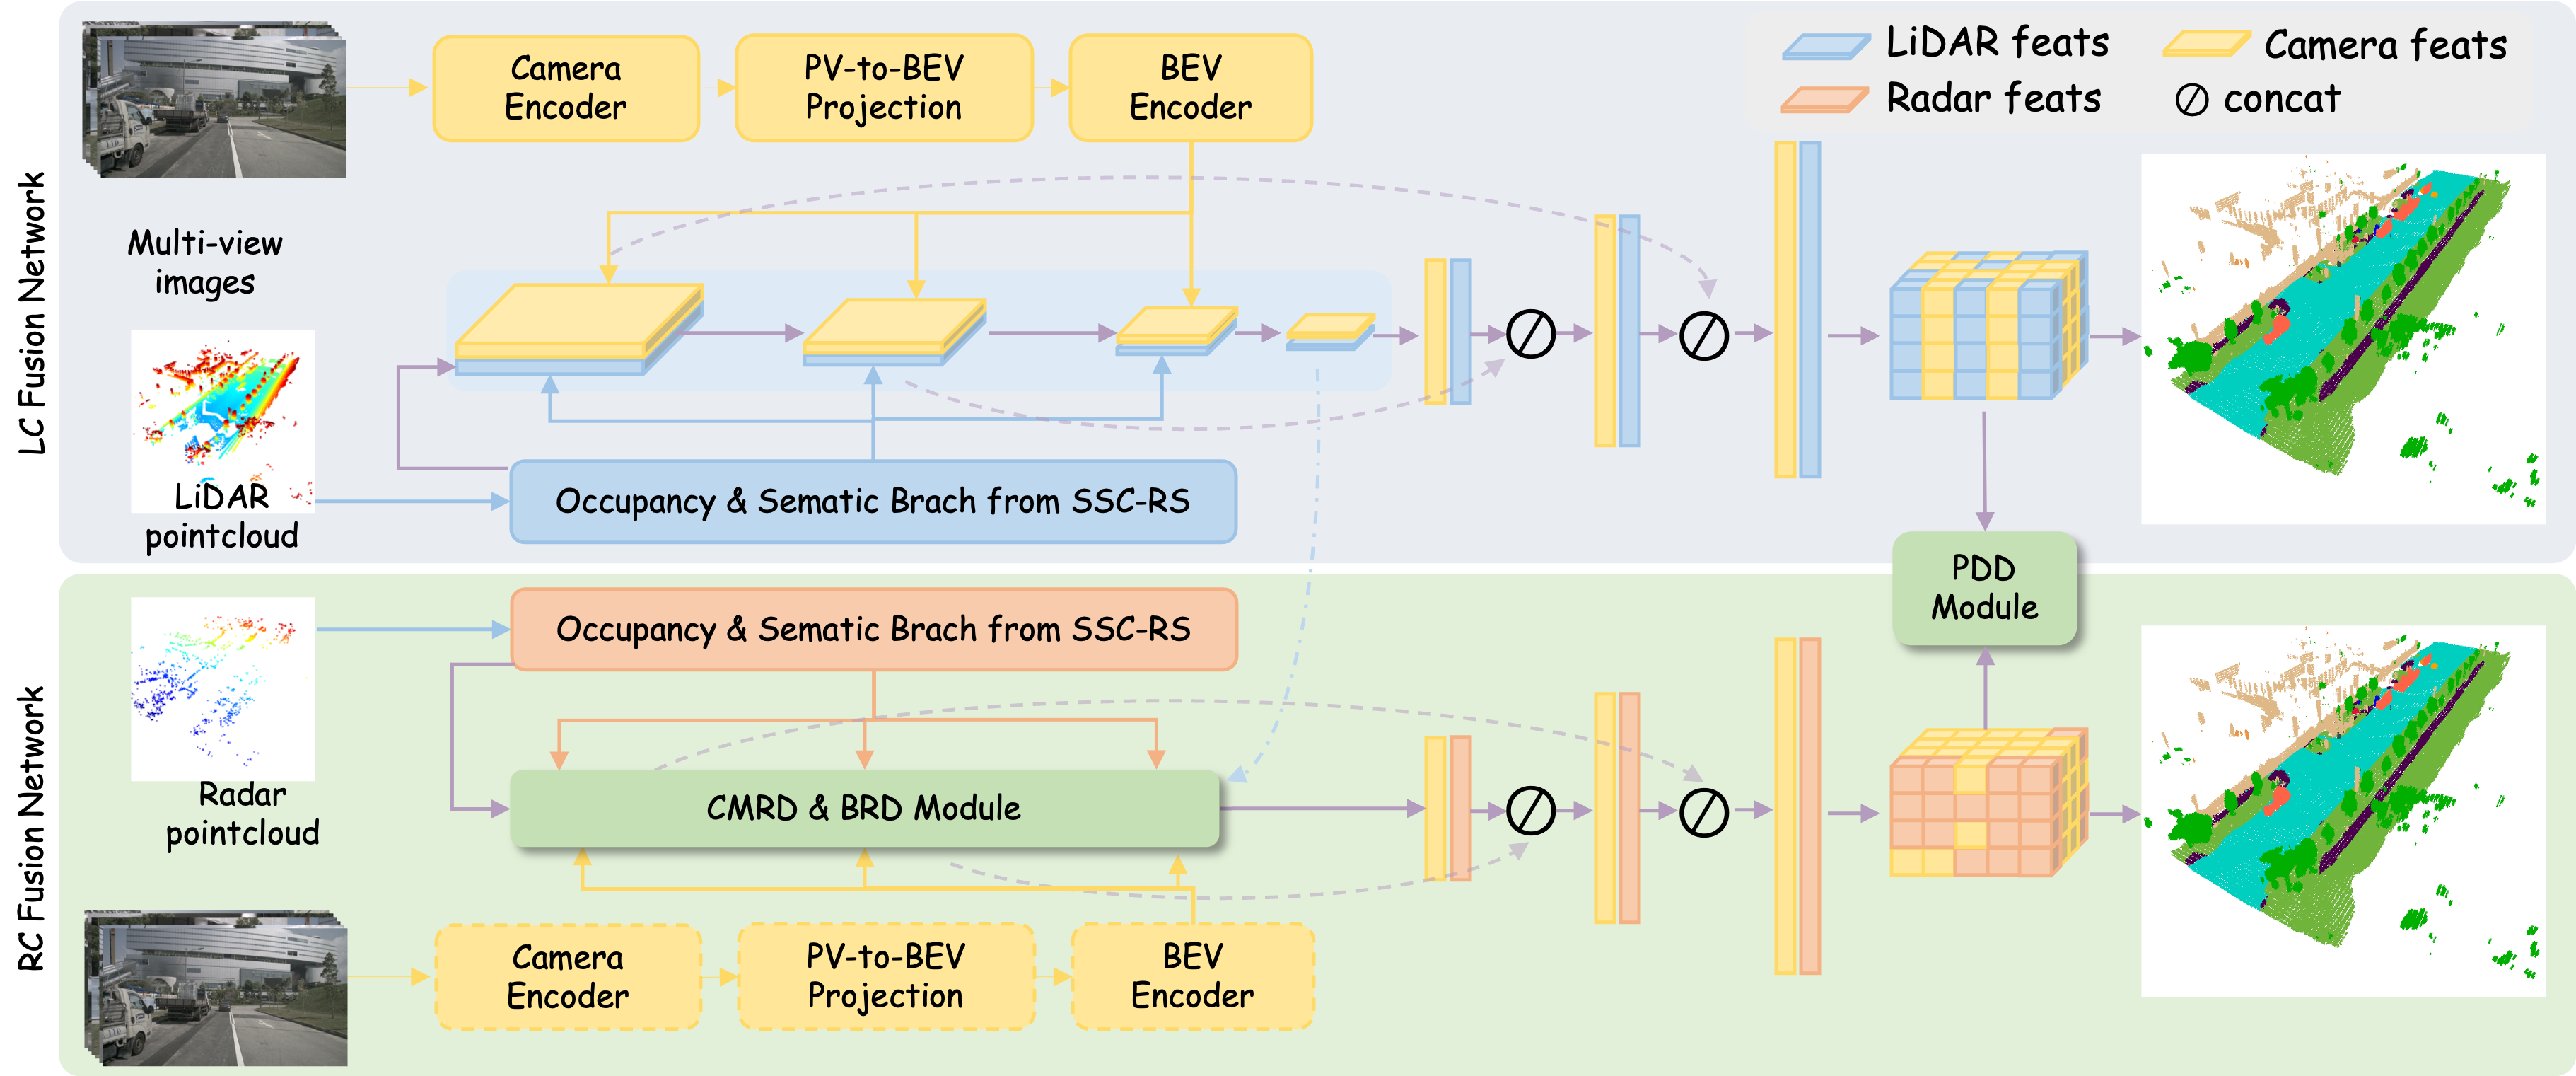 LC Fusion Network
Camera
Encoder
PV-to-BEV
Projection
BEV
Encoder
LiDAR feats
Camera feats
Radar feats
concat
Multi-view
images
LiDAR
pointcloud
Occupancy & Sematic Brach from SSC-RS
PDD
Module
RC Fusion Network
Occupancy & Sematic Brach from SSC-RS
Radar
pointcloud
CMRD & BRD Module
Camera
Encoder
PV-to-BEV
Projection
BEV
Encoder